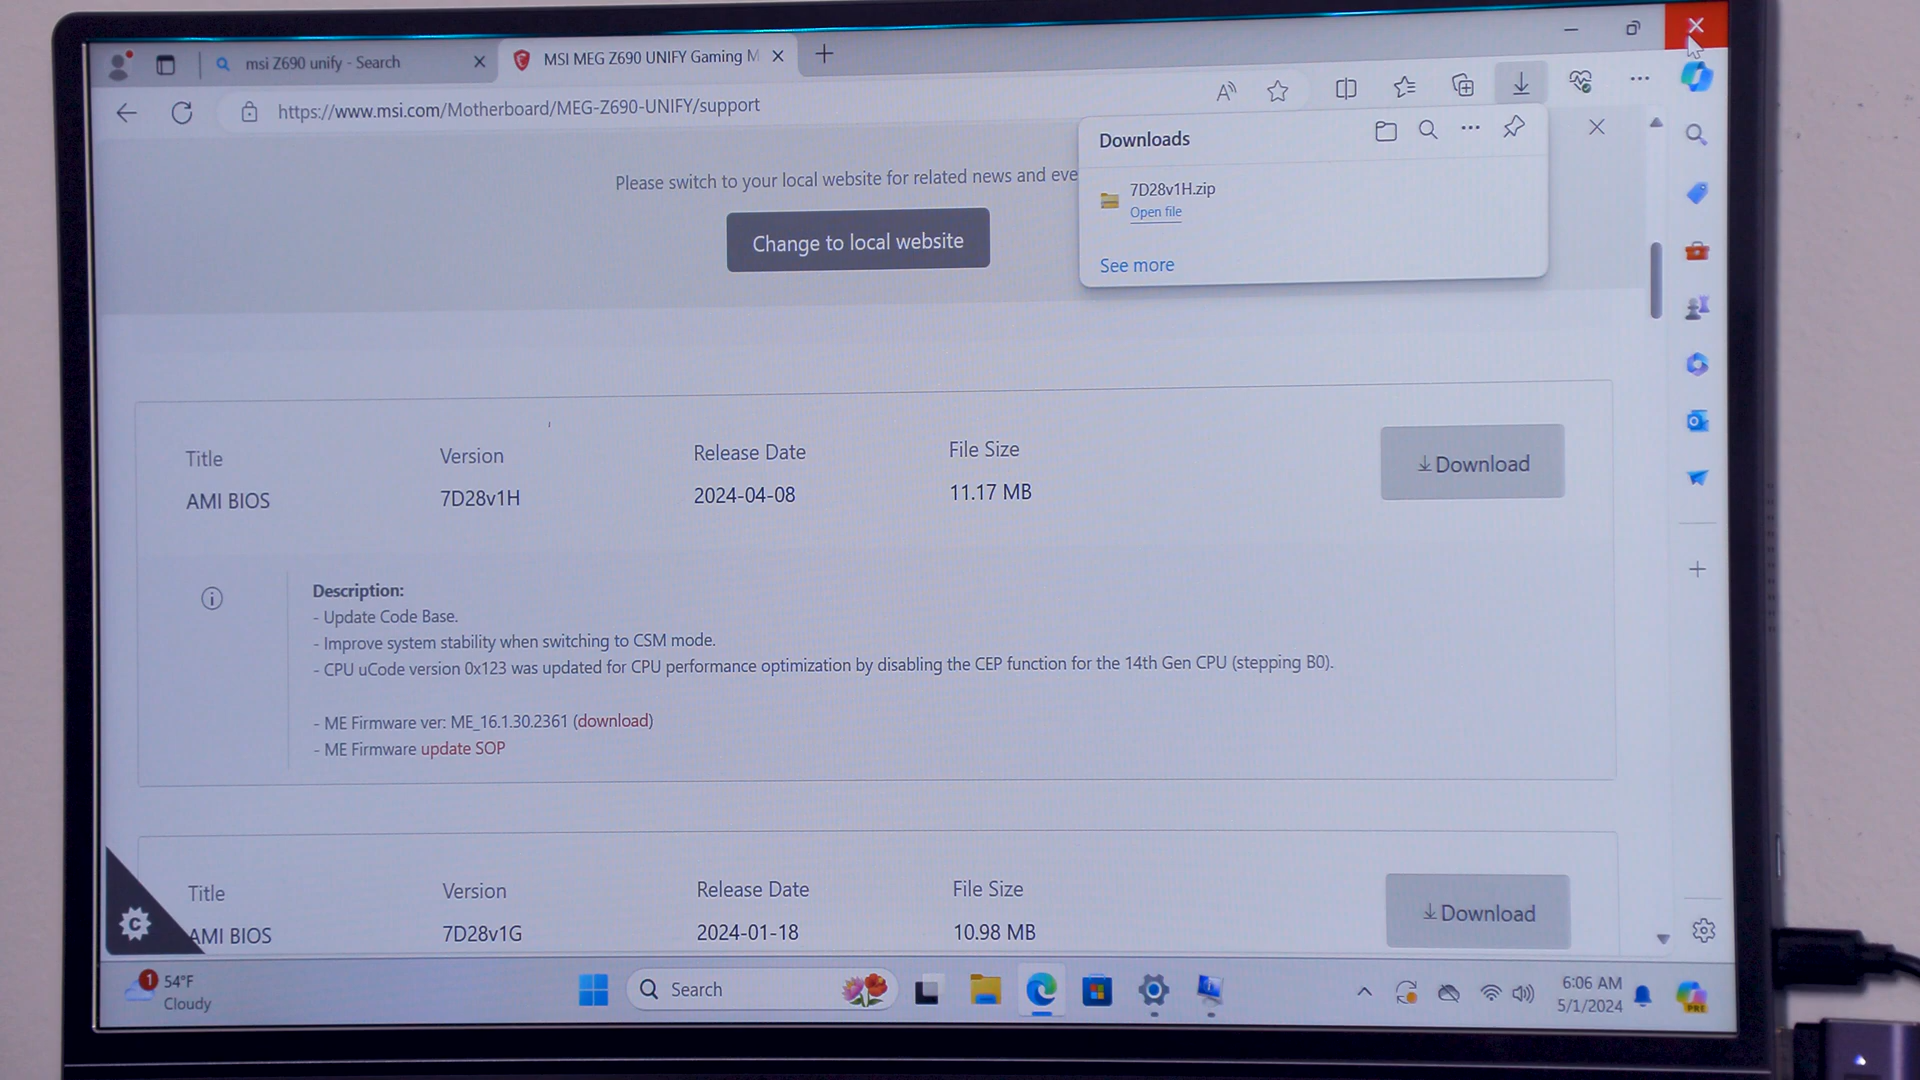 msi Z690 unify - Search
MSI MEG Z690 UNIFY Gaming M
https://www.msi.com/Motherboard/MEG-Z690-UNIFY/support
Please switch to your local website for related news and eve
Change to local website
Downloads
7D28v1H.zip
Open file
See more
Title Version Release Date File Size
AMI BIOS 7D28v1H 2024-04-08 11.17 MB
Download
Description:
- Update Code Base.
- Improve system stability when switching to CSM mode.
- CPU uCode version 0x123 was updated for CPU performance optimization by disabling the CEP function for the 14th Gen CPU (stepping B0).
- ME Firmware ver: ME_16.1.30.2361 (download)
- ME Firmware update SOP
Title Version Release Date File Size
AMI BIOS 7D28v1G 2024-01-18 10.98 MB
Download
C
1
54°F
Cloudy
Search
6:06 AM
5/1/2024
PRE